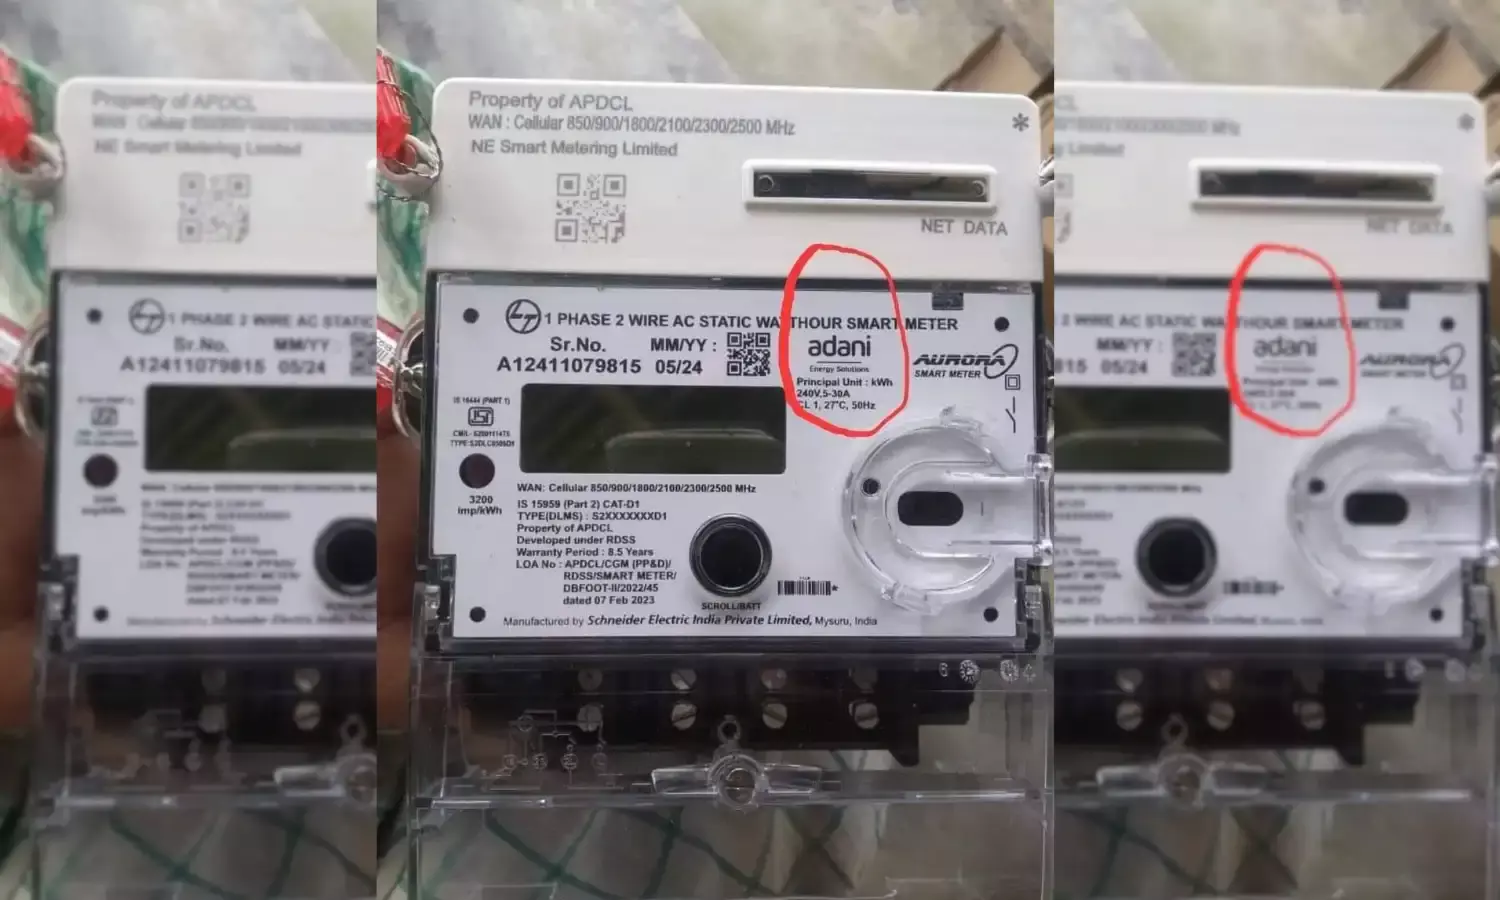 Property of APDCL
WAN : Cellular 850/900/1800/2100/2300/2500 MHz
NE Smart Metering Limited
*
NET DATA
LT 1 PHASE 2 WIRE AC STATIC WATTHOUR SMART METER
Sr.No. MM/YY :
A12411079815 05/24
adani
Energy Solutions
AURORA
SMART METER
Principal Unit : kWh
240V,5-30A
CL 1, 27°C, 50Hz
IS 16444 (PART 1)
3200
imp/kWh
WAN: Cellular 850/900/1800/2100/2300/2500 MHz
IS 15959 (Part 2) CAT-D1
TYPE(DLMS) : S2XXXXXXXD1
Property of APDCL
Developed under RDSS
Warranty Period : 8.5 Years
LOA No : APDCL/CGM (PP&D)/
RDSS/SMART METER/
DBFOOT-II/2022/45
dated 07 Feb 2023
SCROLL/BATT
Manufactured by Schneider Electric India Private Limited, Mysuru, India